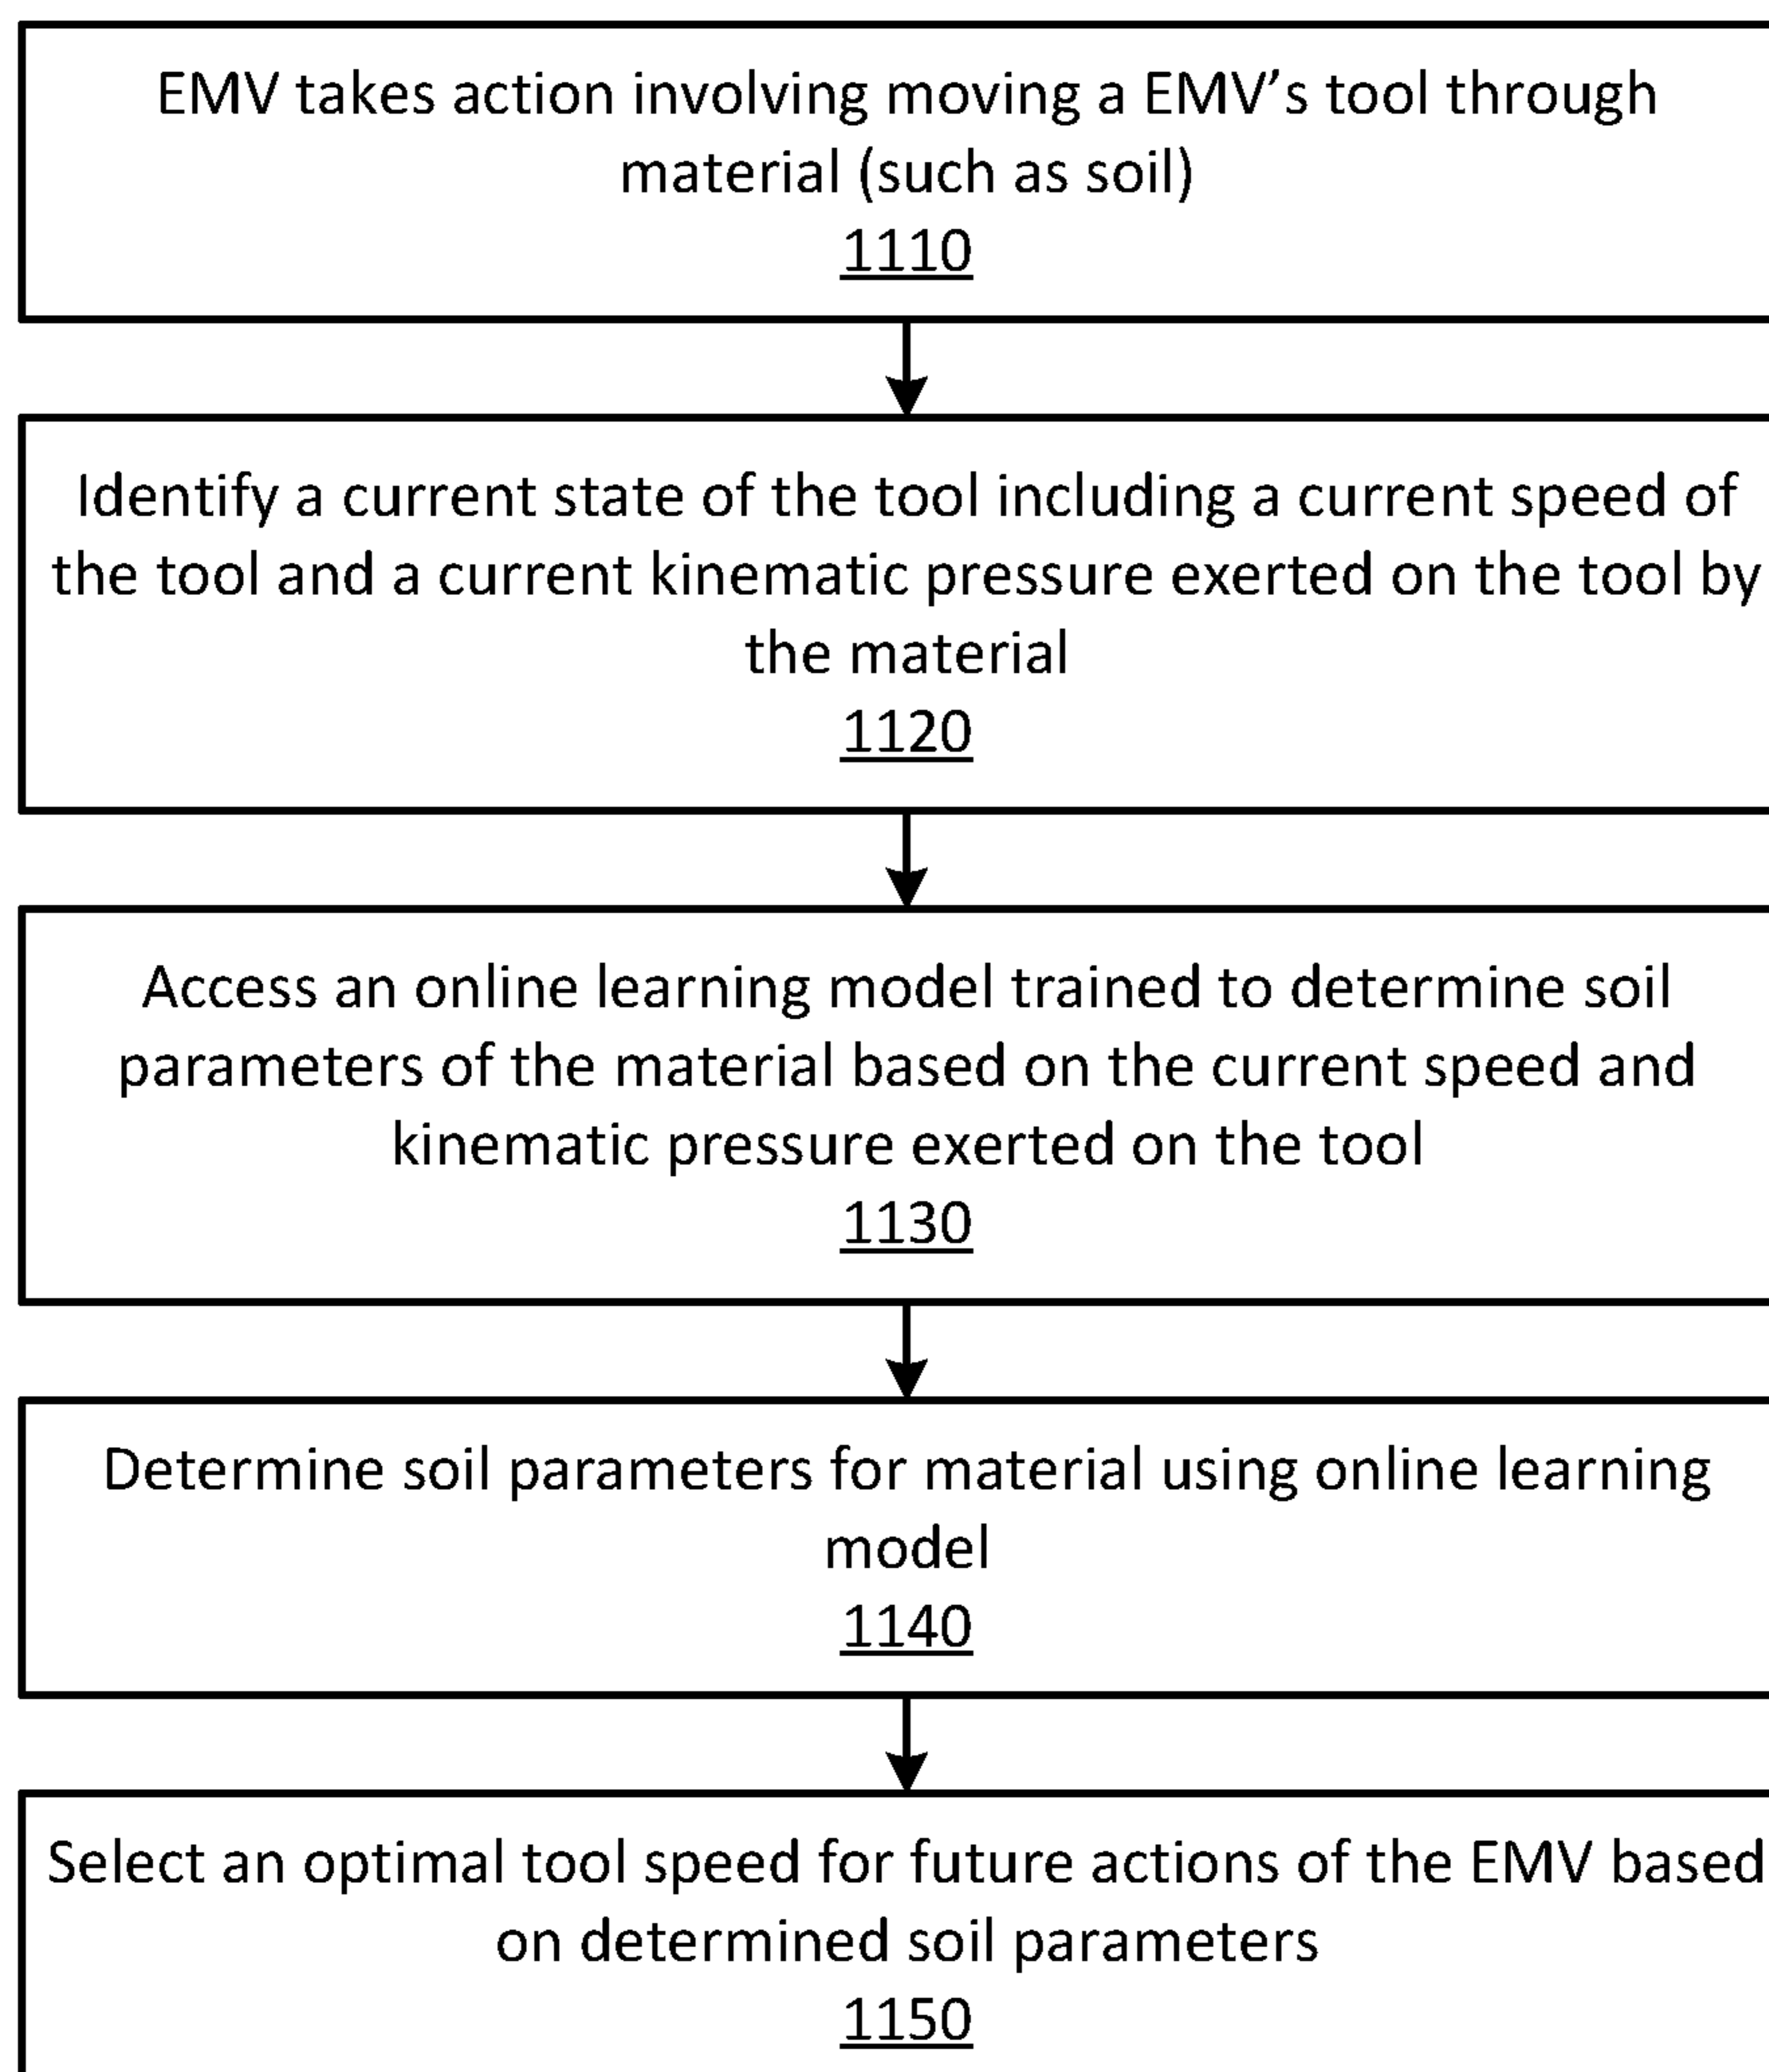 EMV takes action involving moving a EMV’s tool through
material (such as soil)
1110
Identify a current state of the tool including a current speed of
the tool and a current kinematic pressure exerted on the tool by
the material
1120
Access an online learning model trained to determine soil
parameters of the material based on the current speed and
kinematic pressure exerted on the tool
1130
Determine soil parameters for material using online learning
model
1140
Select an optimal tool speed for future actions of the EMV based
on determined soil parameters
1150